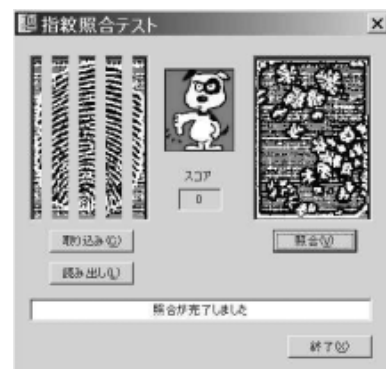 指紋照合テスト
スコア
0
取り込み(C)
照合(V)
読み出し(L)
照合が完了しました
終了(X)